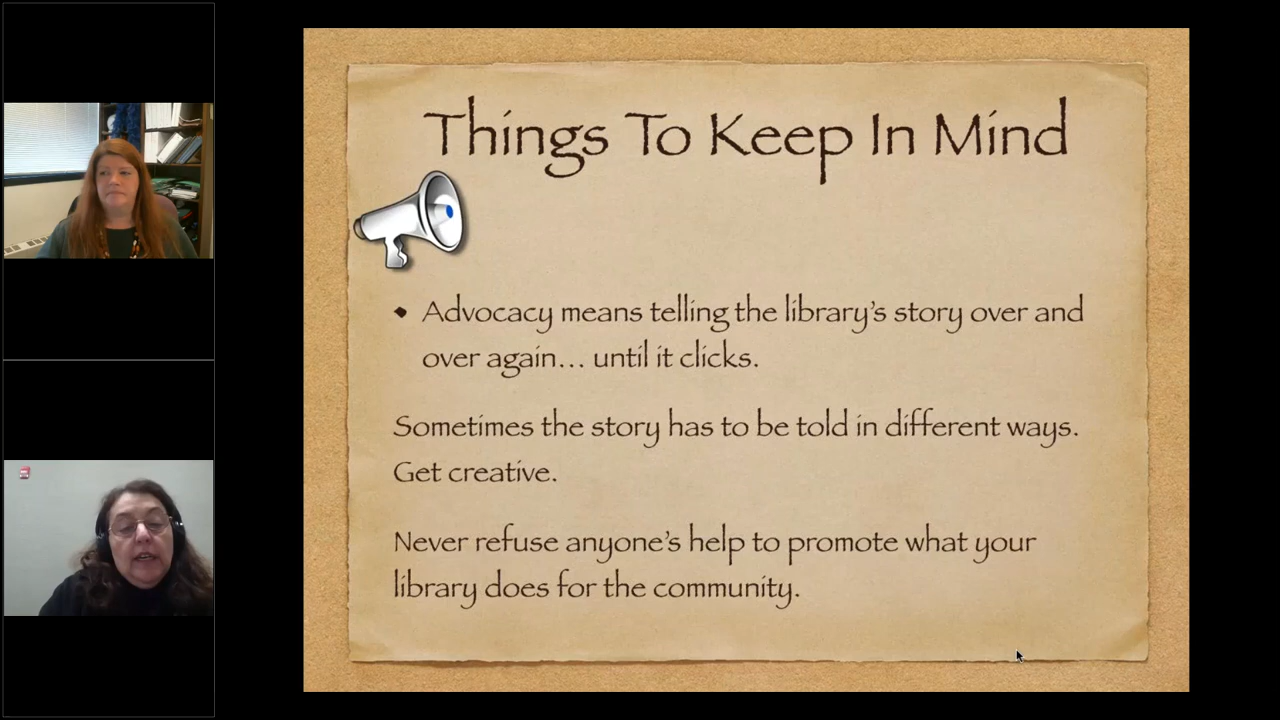 Things To Keep In Mind
• Advocacy means telling the library's story over and
over again... until it clicks.
Sometimes the story has to be told in different ways.
Get creative.
Never refuse anyone's help to promote what your
library does for the community.